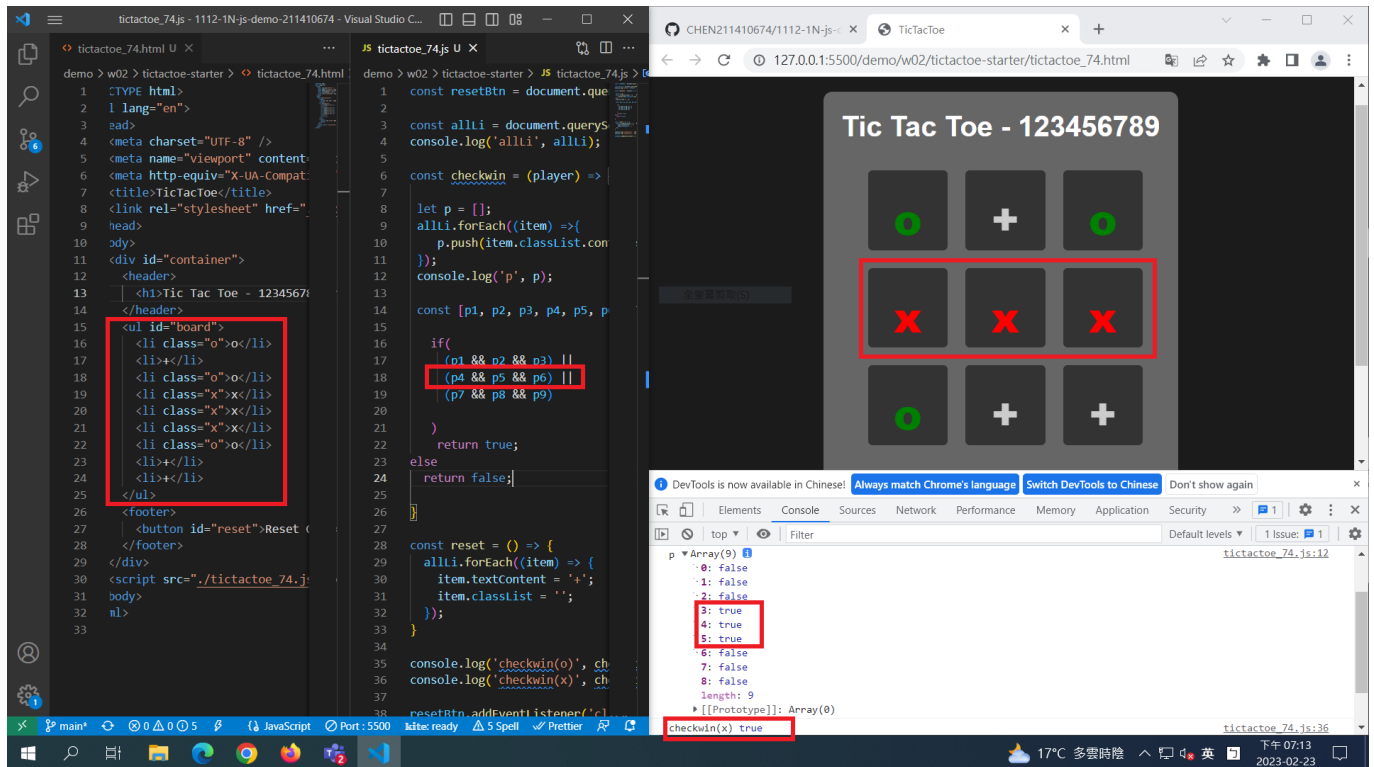 tictactoe_74.js - 1112-1N-js-demo-211410674 - Visual Studio C...
tictactoe_74.html U
demo > w02 > tictactoe-starter > tictactoe_74.html
1 CTYPE html>
2 l lang="en">
3 ead>
4 <meta charset="UTF-8" />
5 <meta name="viewport" content=
6 <meta http-equiv="X-UA-Compati
7 <title>TicTacToe</title>
8 <link rel="stylesheet" href="
9 head>
10 ody>
11 <div id="container">
12 <header>
13 <h1>Tic Tac Toe - 12345678
14 </header>
15 <ul id="board">
16 <li class="o">o</li>
17 <li>+</li>
18 <li class="o">o</li>
19 <li class="x">x</li>
20 <li class="x">x</li>
21 <li class="x">x</li>
22 <li class="o">o</li>
23 <li>+</li>
24 <li>+</li>
25 </ul>
26 <footer>
27 <button id="reset">Reset G
28 </footer>
29 </div>
30 <script src="./tictactoe_74.j
31 body>
32 ml>
33
JS tictactoe_74.js U
demo > w02 > tictactoe-starter > JS tictactoe_74.js >
1 const resetBtn = document.que
2
3 const allLi = document.queryS
4 console.log('allLi', allLi);
5
6 const checkwin = (player) =>
7
8 let p = [];
9 allLi.forEach((item) =>{
10 p.push(item.classList.con
11 });
12 console.log('p', p);
13
14 const [p1, p2, p3, p4, p5, p
15
16 if(
17 (p1 && p2 && p3) ||
18 (p4 && p5 && p6) ||
19 (p7 && p8 && p9)
20
21 )
22 return true;
23 else
24 return false;
25
26 }
27
28 const reset = () => {
29 allLi.forEach((item) => {
30 item.textContent = '+';
31 item.classList = '';
32 });
33 }
34
35 console.log('checkwin(o)', ch
36 console.log('checkwin(x)', ch
37
38 resetBtn.addEventListener('cl
6
1
main* 0 0 5 JavaScript Port : 5500 kite: ready 5 Spell Prettier
CHEN211410674/1112-1N-js-
TicTacToe
127.0.0.1:5500/demo/w02/tictactoe-starter/tictactoe_74.html
Tic Tac Toe - 123456789
o + o
x x x
o + +
DevTools is now available in Chinese! Always match Chrome's language Switch DevTools to Chinese Don't show again
Elements Console Sources Network Performance Memory Application Security » 1
top Filter Default levels 1 Issue: 1
p Array(9) tictactoe_74.js:12
0: false
1: false
2: false
3: true
4: true
5: true
6: false
7: false
8: false
length: 9
[[Prototype]]: Array(0)
checkwin(x) true tictactoe_74.js:36
2
17°C 多雲時陰 英 下午 07:13
2023-02-23